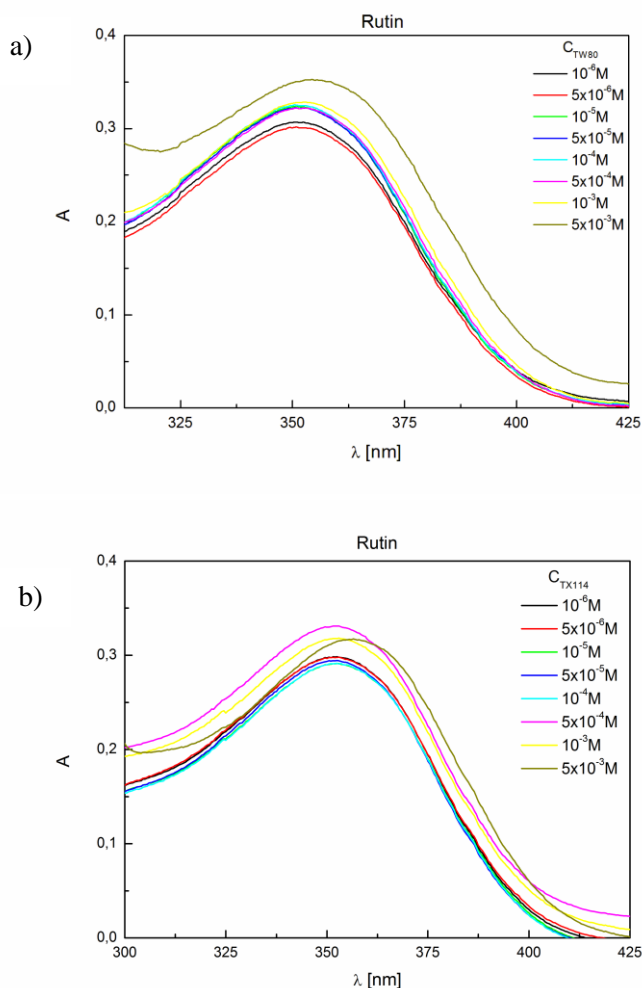 a)
Rutin
C_TW80
10⁻⁶M
5x10⁻⁶M
10⁻⁵M
5x10⁻⁵M
10⁻⁴M
5x10⁻⁴M
10⁻³M
5x10⁻³M
0,4
0,3
0,2
0,1
0,0
A
325 350 375 400 425
λ [nm]
b)
Rutin
C_TX114
10⁻⁶M
5x10⁻⁶M
10⁻⁵M
5x10⁻⁵M
10⁻⁴M
5x10⁻⁴M
10⁻³M
5x10⁻³M
0,4
0,3
0,2
0,1
0,0
A
300 325 350 375 400 425
λ [nm]